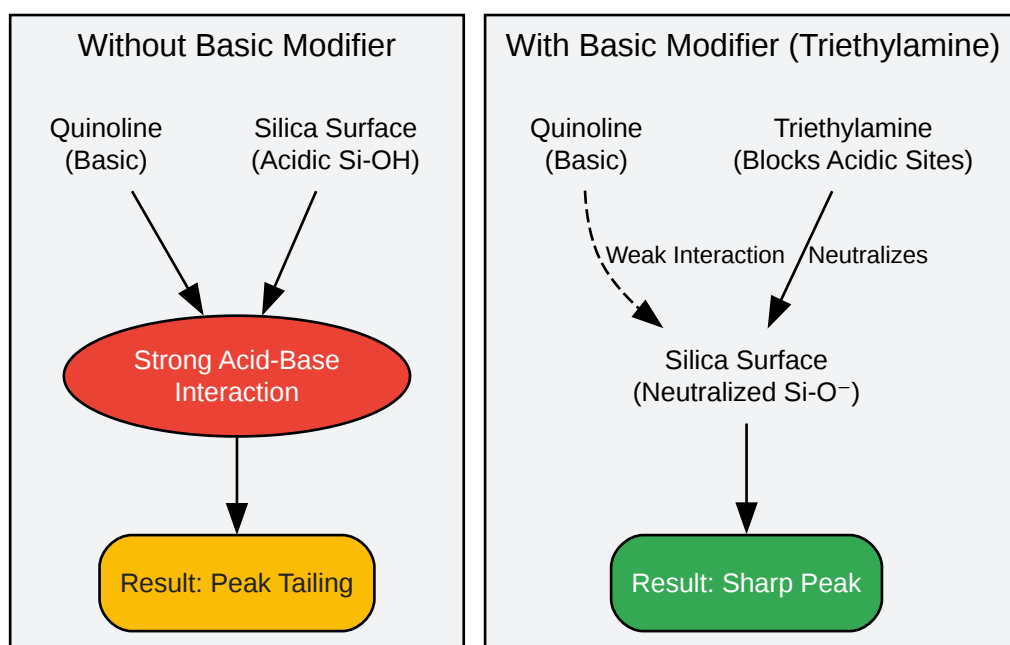 Without Basic Modifier
Quinoline
(Basic)
Silica Surface
(Acidic Si-OH)
Strong Acid-Base
Interaction
Result: Peak Tailing
With Basic Modifier (Triethylamine)
Quinoline
(Basic)
Triethylamine
(Blocks Acidic Sites)
Weak Interaction
Neutralizes
Silica Surface
(Neutralized Si-O⁻)
Result: Sharp Peak